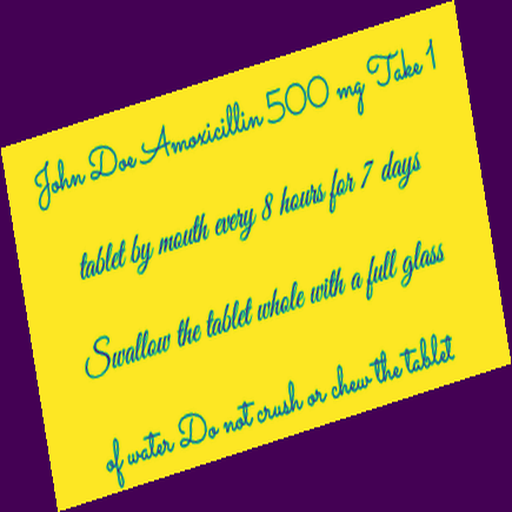 John Doe Amoxicillin 500 mg Take 1
tablet by mouth every 8 hours for 7 days
Swallow the tablet whole with a full glass
of water Do not crush or chew the tablet